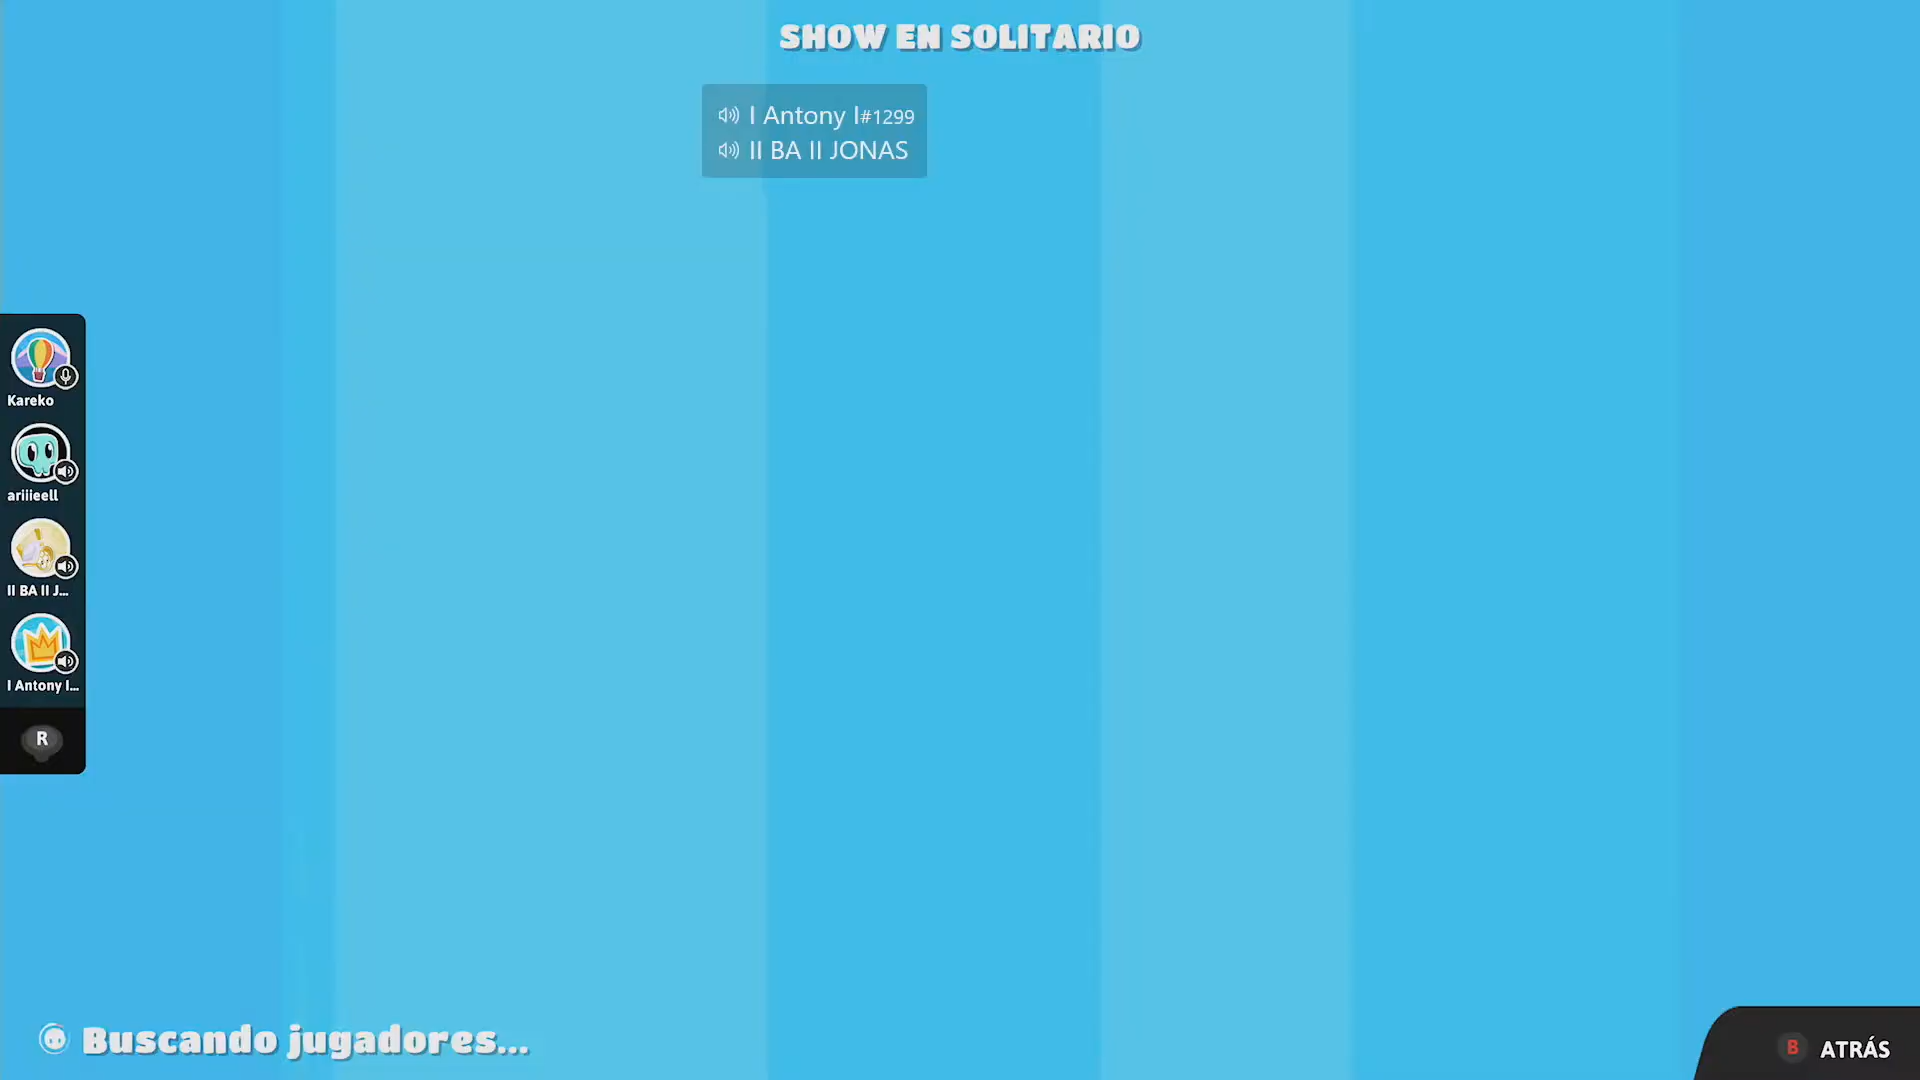 SHOW EN SOLITARIO
I Antony I#1299
II BA II JONAS
Kareko
ariiieell
II BA II J...
I Antony I...
R
Buscando jugadores...
B ATRÁS